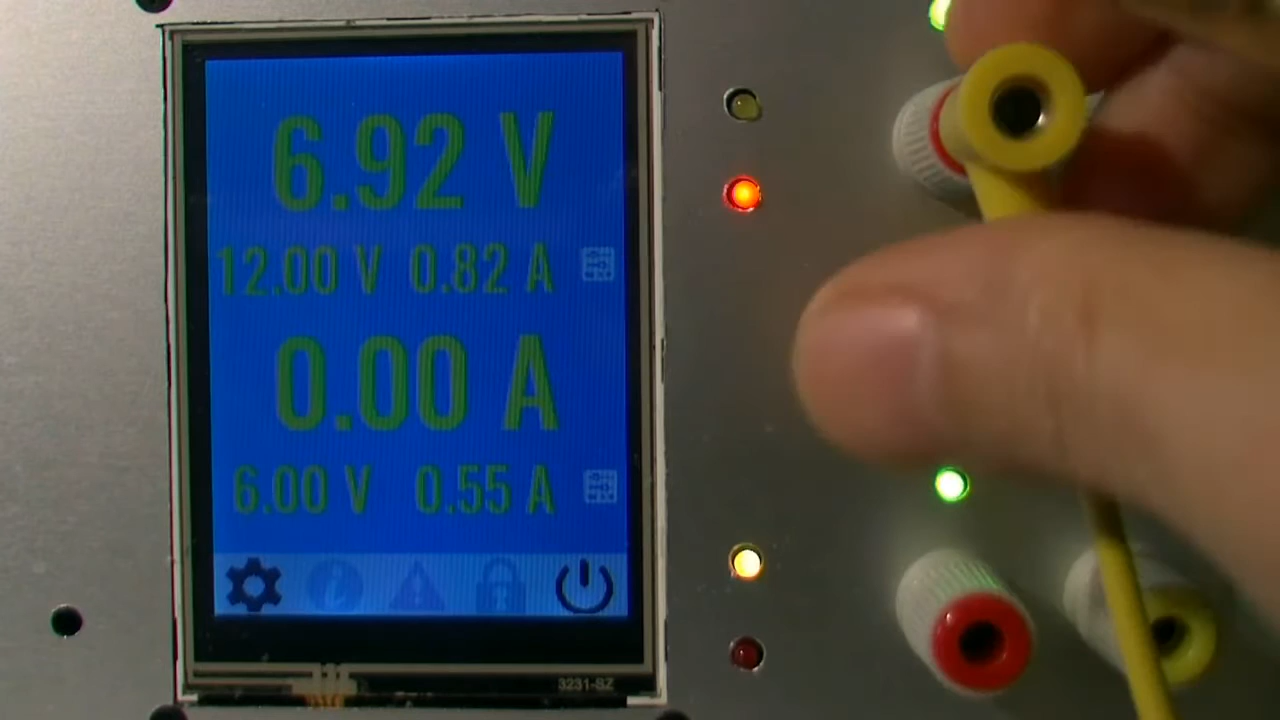 6.92 V
12.00 V 0.82 A
0.00 A
6.00 V 0.55 A
3231-SZ